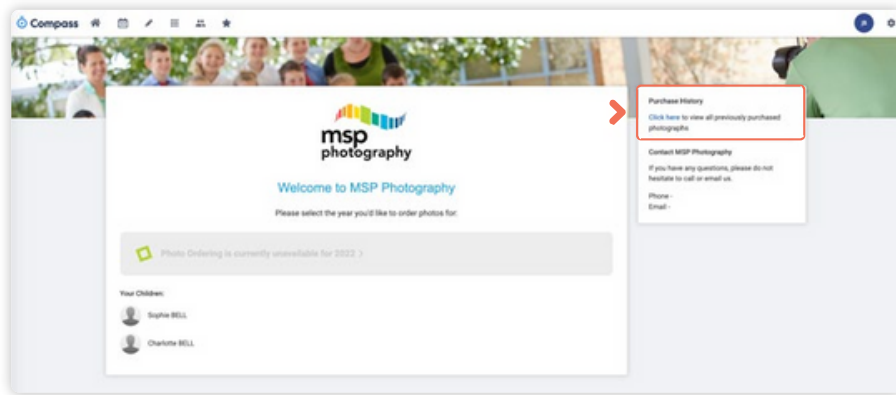 Compass
msp
photography
Welcome to MSP Photography
Please select the year you'd like to order photos for:
Photo Ordering is currently unavailable for 2022
Your Children:
Sophie BELL
Charlotte BELL
Purchase History
Click here to view all previously purchased
photographs
Contact MSP Photography
If you have any questions, please do not
hesitate to call or email us.
Phone -
Email -